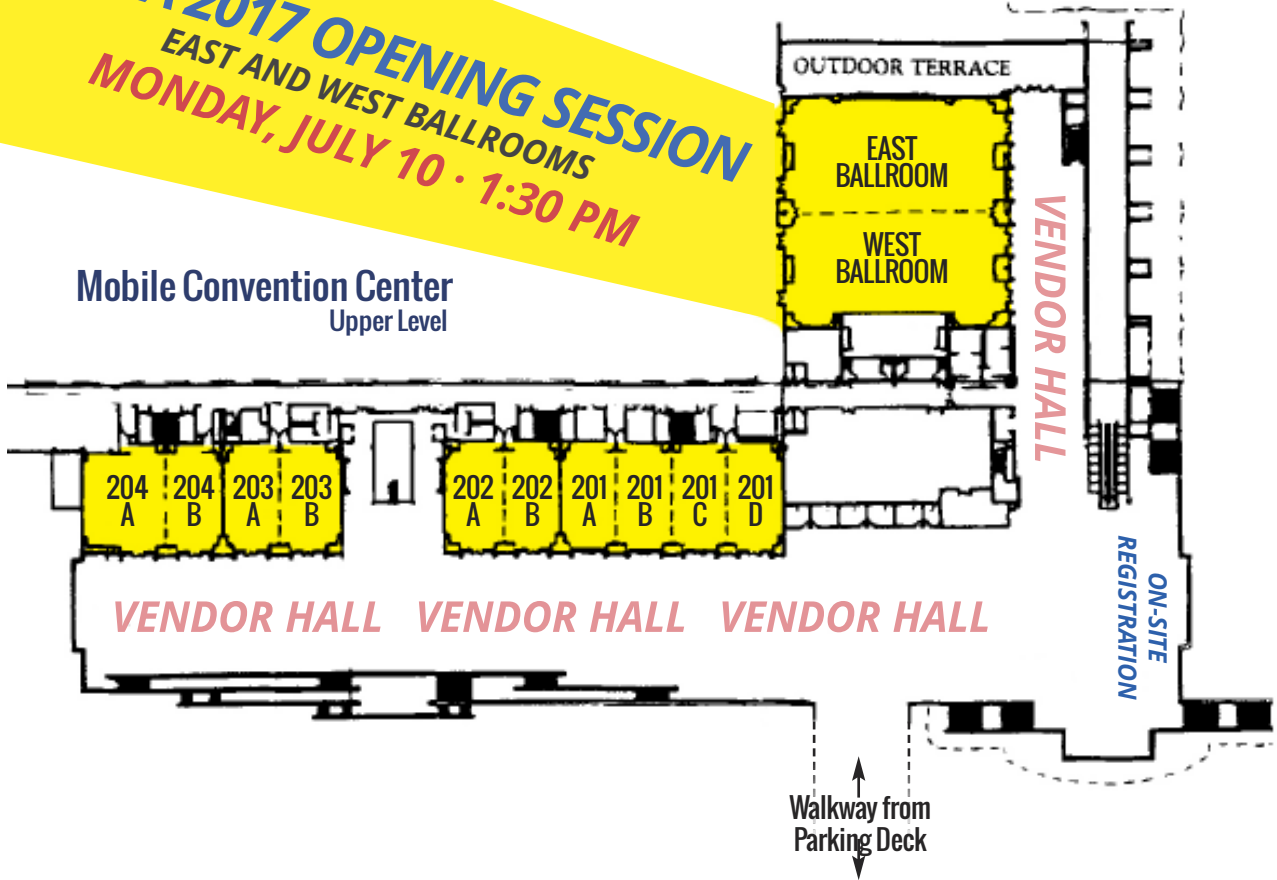 2017 OPENING SESSION
EAST AND WEST BALLROOMS
MONDAY, JULY 10 · 1:30 PM
Mobile Convention Center
Upper Level
OUTDOOR TERRACE
EAST
BALLROOM
WEST
BALLROOM
VENDOR HALL
204
A
204
B
203
A
203
B
202
A
202
B
201
A
201
B
201
C
201
D
VENDOR HALL
VENDOR HALL
VENDOR HALL
ON-SITE
REGISTRATION
Walkway from
Parking Deck